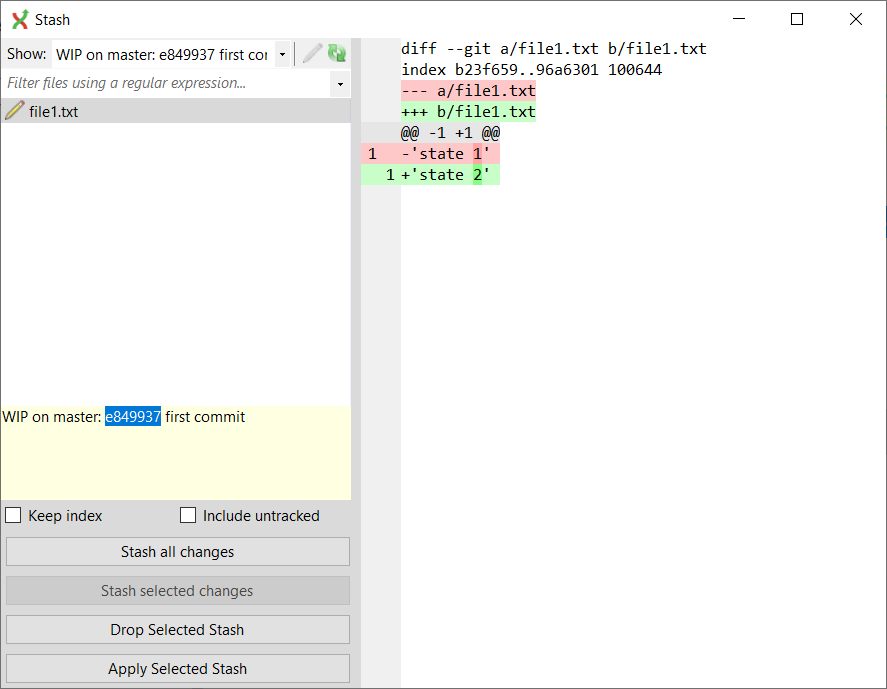 Stash
Show: WIP on master: e849937 first cor
Filter files using a regular expression...
file1.txt
WIP on master: e849937 first commit
Keep index Include untracked
Stash all changes
Stash selected changes
Drop Selected Stash
Apply Selected Stash
diff --git a/file1.txt b/file1.txt
index b23f659..96a6301 100644
--- a/file1.txt
+++ b/file1.txt
@@ -1 +1 @@
1 -'state 1'
1 +'state 2'